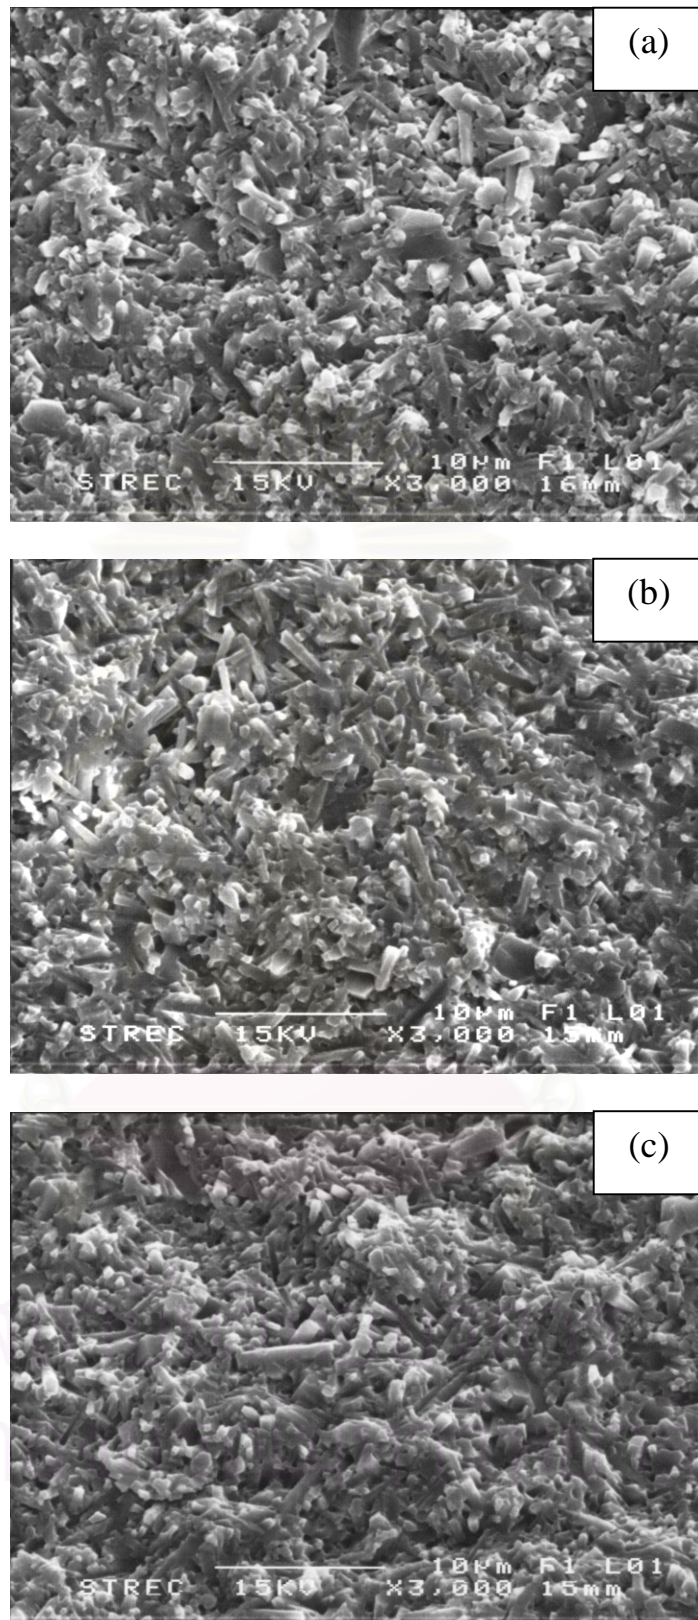 (a)
10µm F1 L01
STREC 15KV X3,000 16mm
(b)
10µm F1 L01
STREC 15KV X3,000 15mm
(c)
10µm F1 L01
STREC 15KV X3,000 15mm